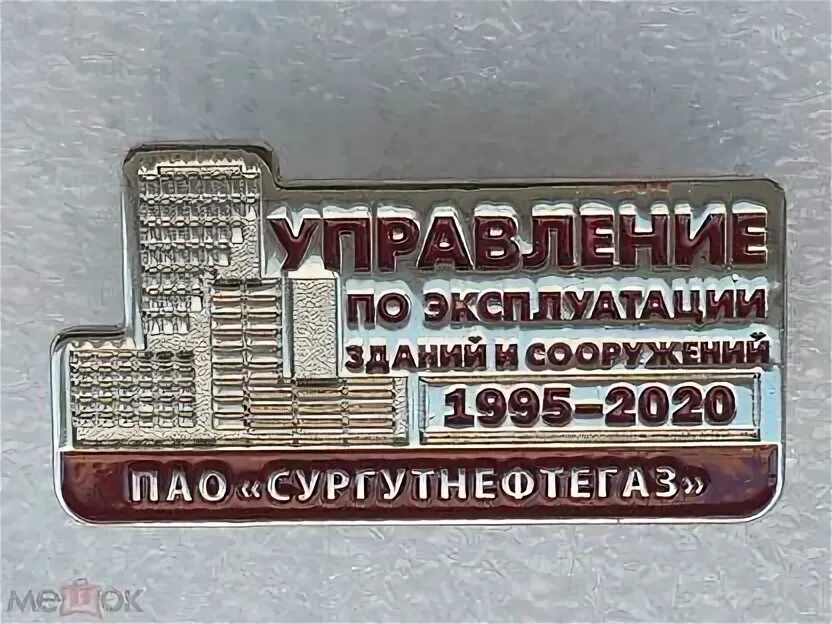 УПРАВЛЕНИЕ
ПО ЭКСПЛУАТАЦИИ
ЗДАНИЙ И СООРУЖЕНИЙ
1995-2020
ПАО «СУРГУТНЕФТЕГАЗ»
мешок